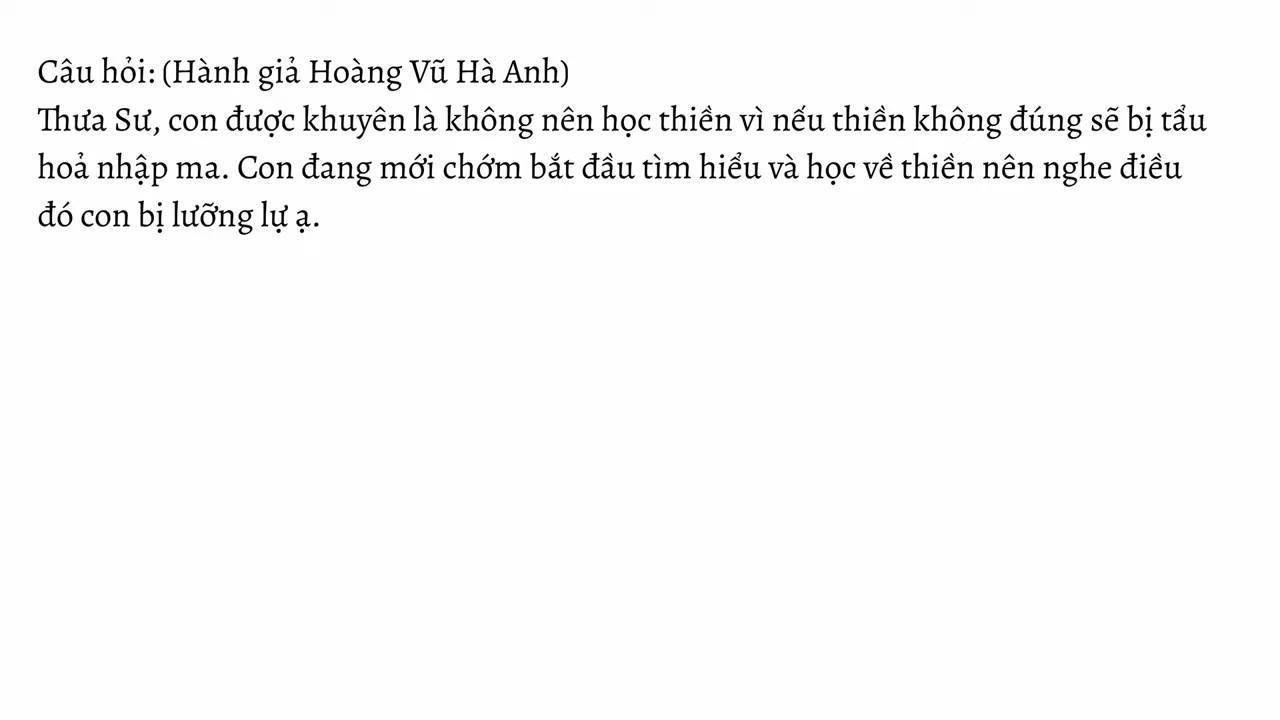 Câu hỏi: (Hành giả Hoàng Vũ Hà Anh)
Thưa Sư, con được khuyên là không nên học thiền vì nếu thiền không đúng sẽ bị tẩu
hoả nhập ma. Con đang mới chớm bắt đầu tìm hiểu và học về thiền nên nghe điều
đó con bị lưỡng lự ạ.